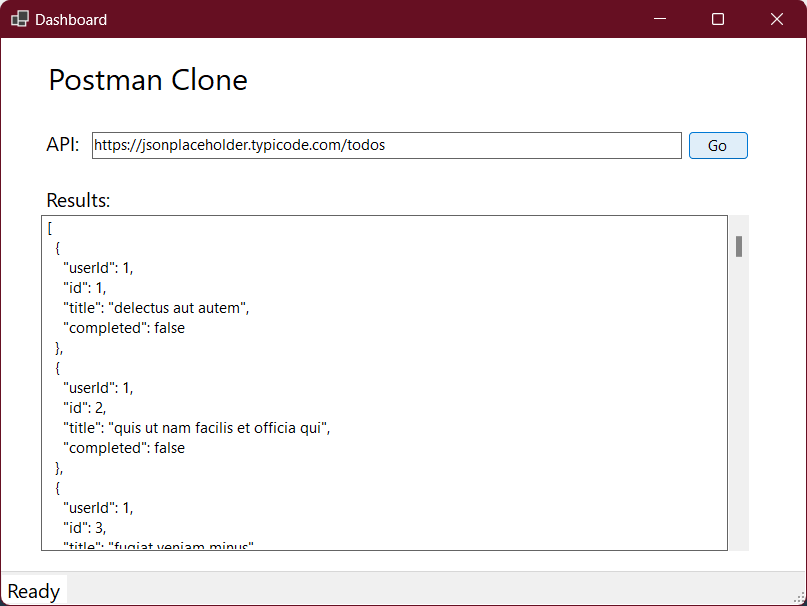 Dashboard
Postman Clone
API: https://jsonplaceholder.typicode.com/todos Go
Results:
[
{
"userId": 1,
"id": 1,
"title": "delectus aut autem",
"completed": false
},
{
"userId": 1,
"id": 2,
"title": "quis ut nam facilis et officia qui",
"completed": false
},
{
"userId": 1,
"id": 3,
"title": "fugiat veniam minus"
Ready